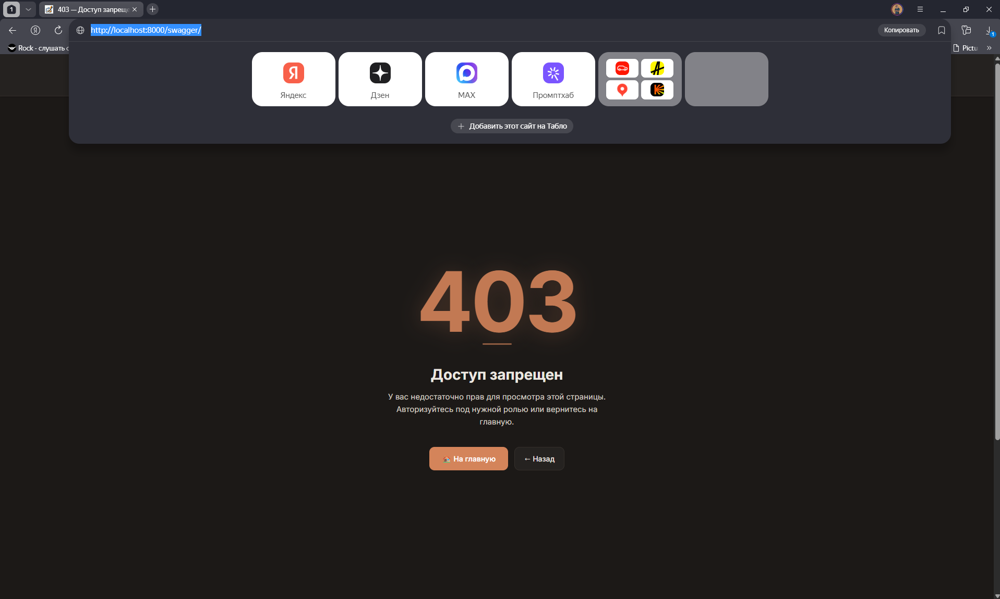 1
403 — Доступ запреще
http://localhost:8000/swagger/
Копировать
1
Rock - слушать о
Pictu
Яндекс
Дзен
MAX
Промптхаб
Добавить этот сайт на Табло
403
Доступ запрещен
У вас недостаточно прав для просмотра этой страницы.
Авторизуйтесь под нужной ролью или вернитесь на
главную.
На главную
← Назад